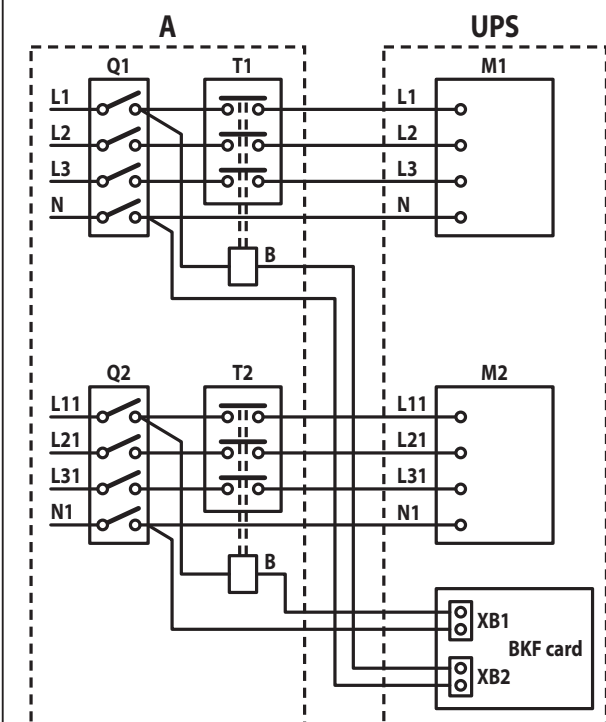 A UPS
Q1 T1 M1
L1 L1
L2 L2
L3 L3
N N
B
Q2 T2 M2
L11 L11
L21 L21
L31 L31
N1 N1
B
XB1
BKF card
XB2